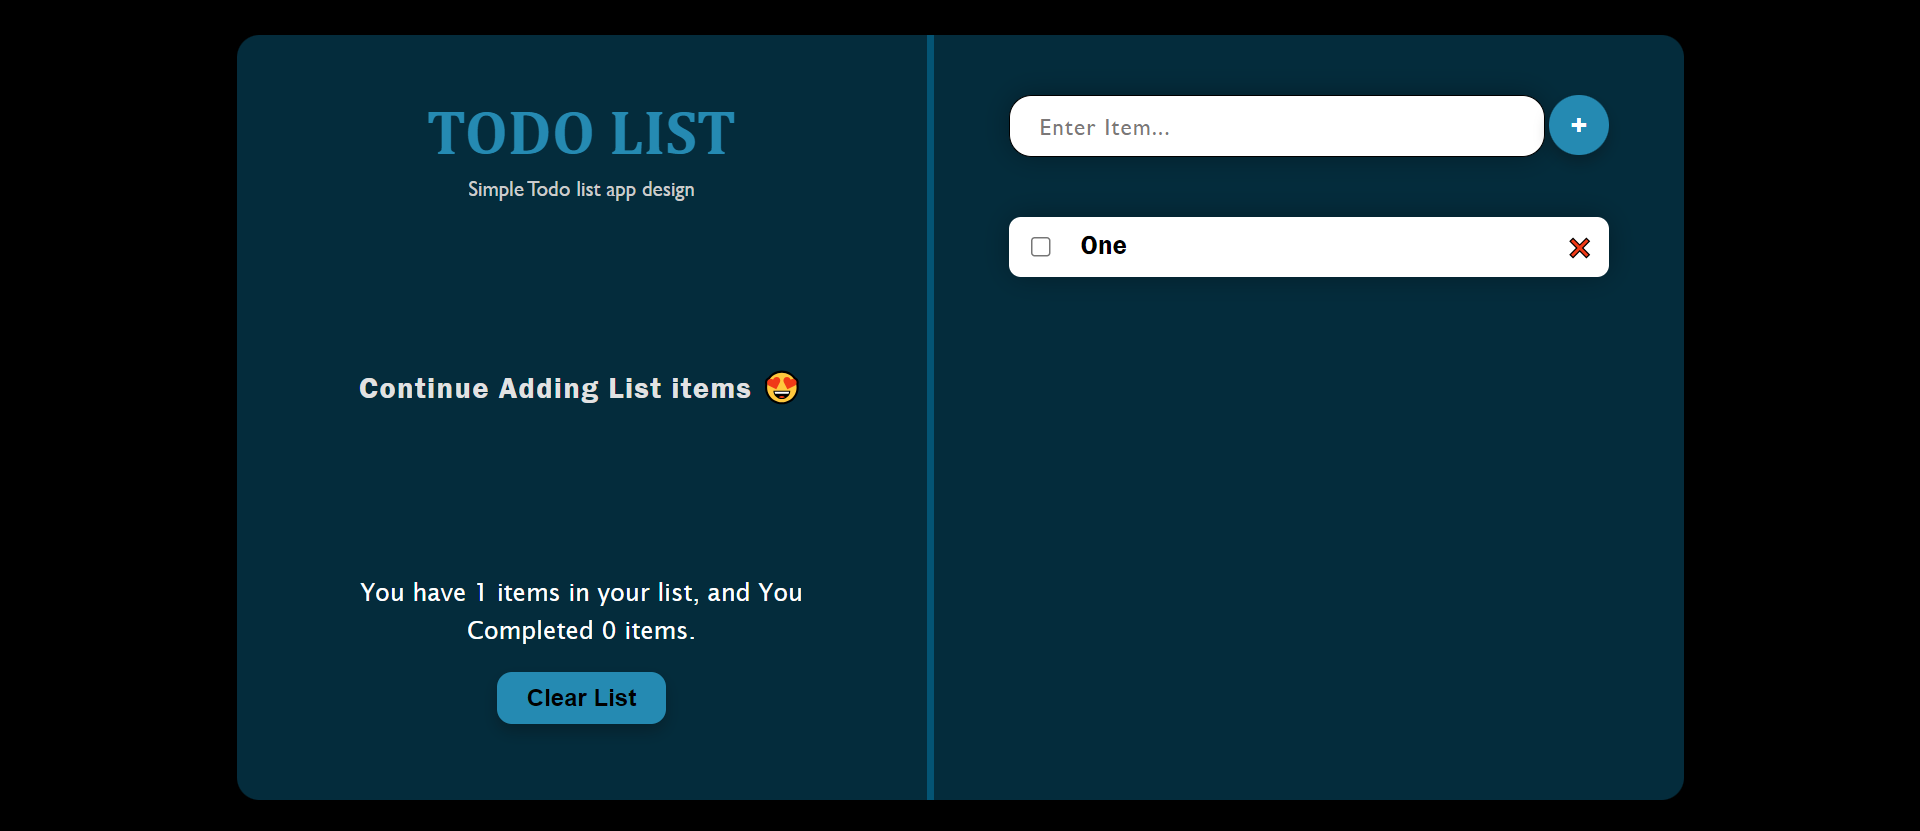 TODO LIST
Simple Todo list app design
Continue Adding List items 😍
You have 1 items in your list, and You
Completed 0 items.
Clear List
Enter Item...
+
One